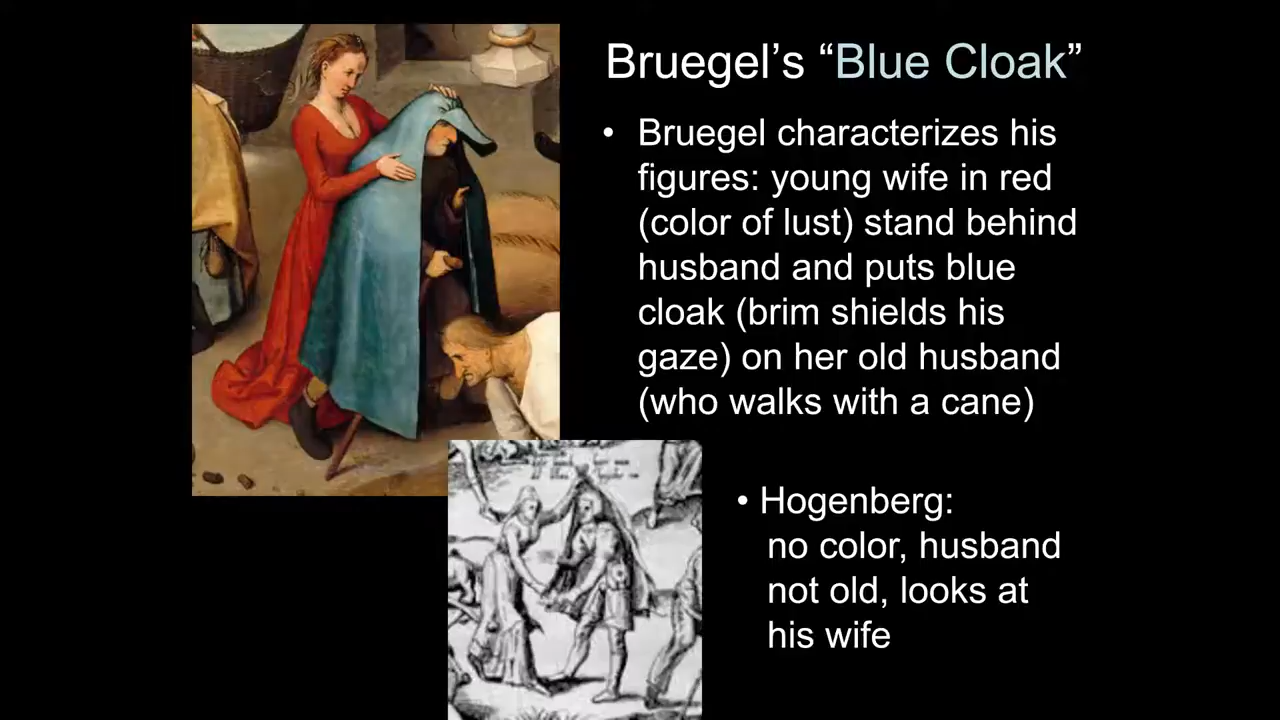 Bruegel's “Blue Cloak”
• Bruegel characterizes his
figures: young wife in red
(color of lust) stand behind
husband and puts blue
cloak (brim shields his
gaze) on her old husband
(who walks with a cane)
• Hogenberg:
no color, husband
not old, looks at
his wife